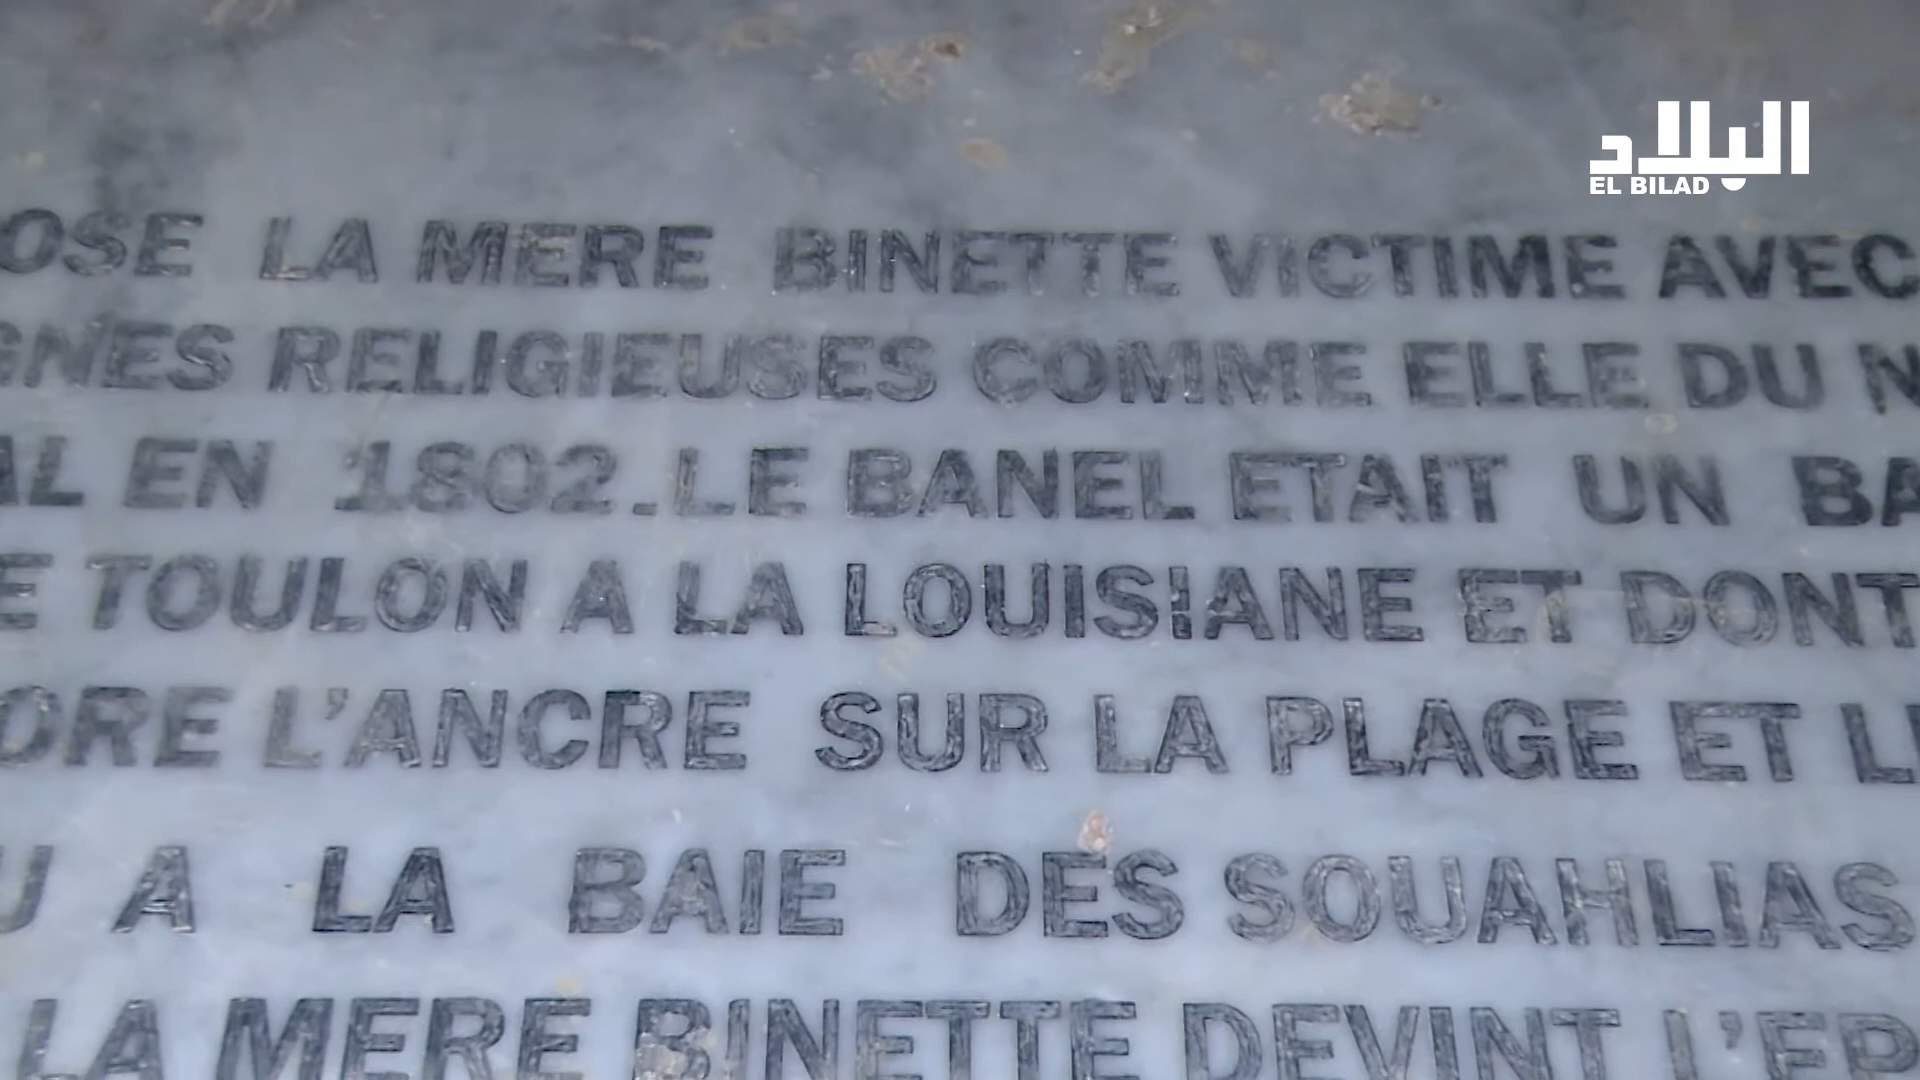 البلاد
EL BILAD
OSE LA MERE BINETTE VICTIME AVEC
GNES RELIGIEUSES COMME ELLE DU N
AL EN 1802. LE BANEL ETAIT UN BA
E TOULON A LA LOUISIANE ET DONT
ORE L'ANCRE SUR LA PLAGE ET L
U A LA BAIE DES SOUAHLIAS
LA MERE BINETTE DEVINT L'EP